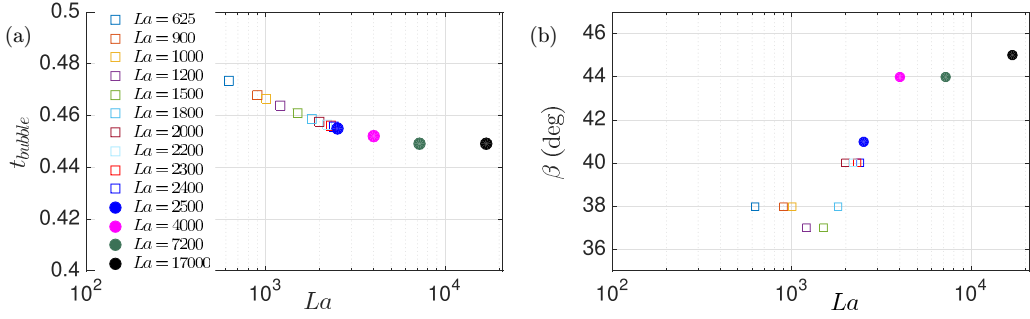 (a)
0.5
0.48
0.46
0.44
0.42
0.4
t_bubble
La = 625
La = 900
La = 1000
La = 1200
La = 1500
La = 1800
La = 2000
La = 2200
La = 2300
La = 2400
La = 2500
La = 4000
La = 7200
La = 17000
10^2
10^3
10^4
La
(b)
46
44
42
40
38
36
β (deg)
10^2
10^3
10^4
La